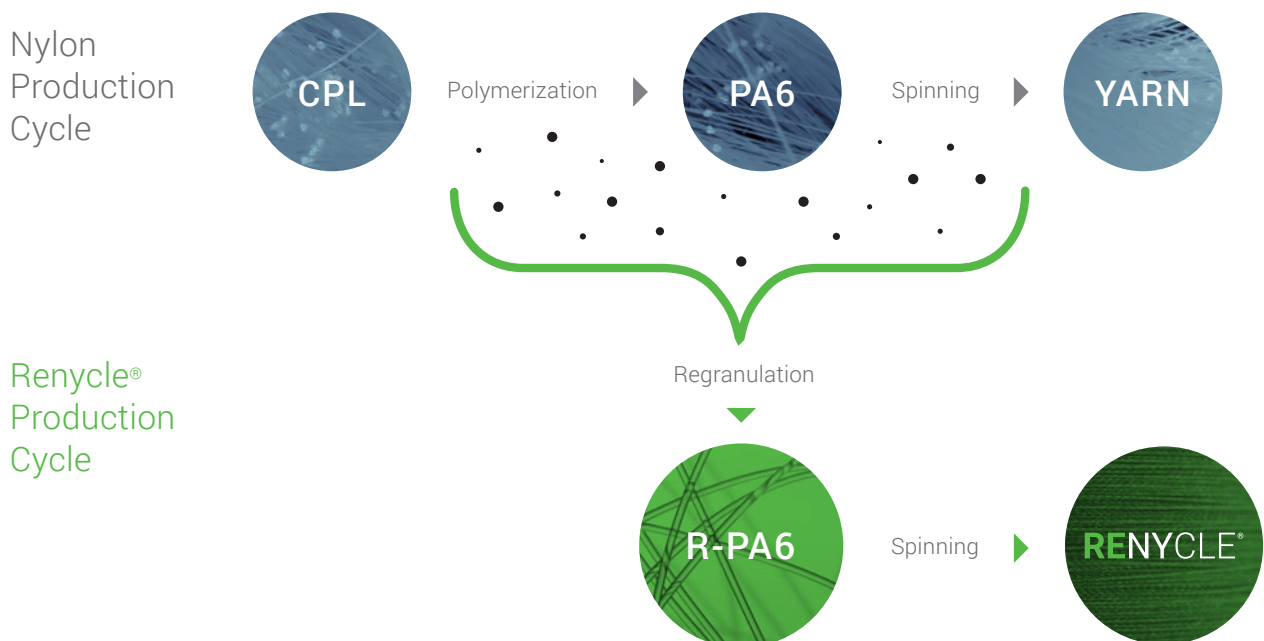 Nylon
Production
Cycle
CPL
Polymerization
PA6
Spinning
YARN
Regranulation
Renycle®
Production
Cycle
R-PA6
Spinning
RENYCLE®